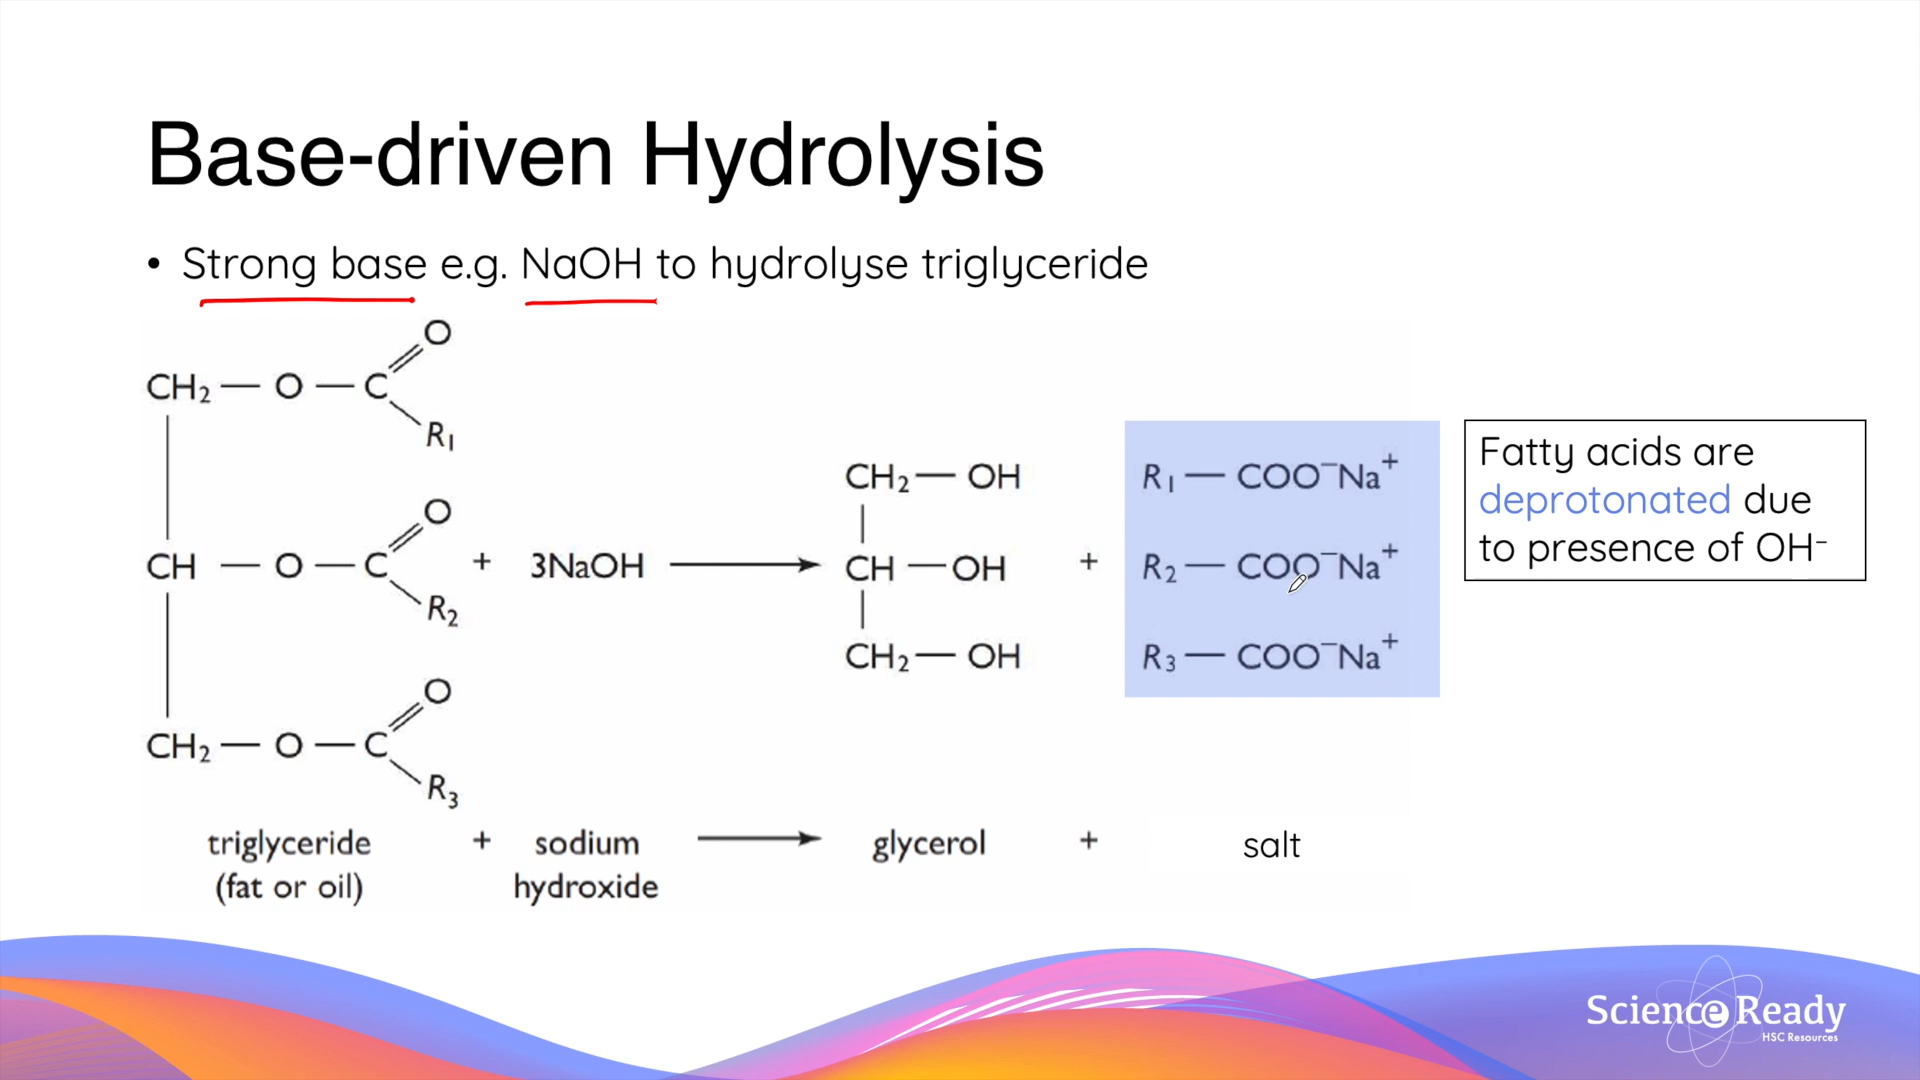 Base-driven Hydrolysis
• Strong base e.g. NaOH to hydrolyse triglyceride
O
CH₂ — O — C
R₁
O
CH — O — C
R₂
O
CH₂ — O — C
R₃
+ 3NaOH
CH₂ — OH
CH — OH
CH₂ — OH
+
R₁ — COO⁻Na⁺
R₂ — COO⁻Na⁺
R₃ — COO⁻Na⁺
Fatty acids are
deprotonated due
to presence of OH⁻
triglyceride + sodium glycerol + salt
(fat or oil) hydroxide
Science Ready
HSC Resources